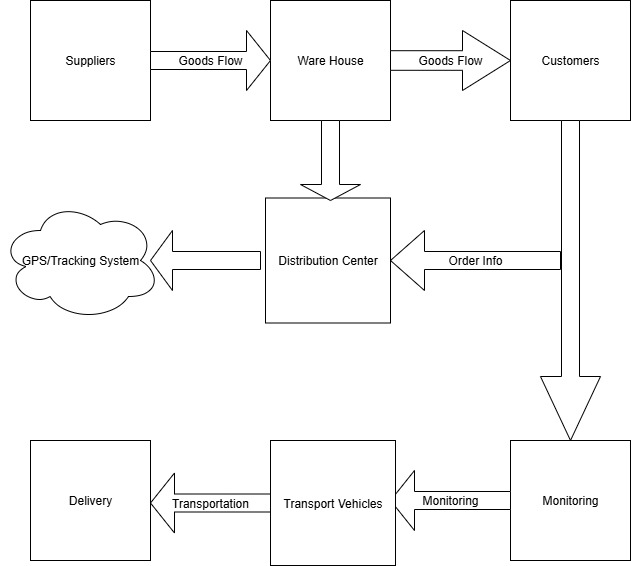 Suppliers
Goods Flow
Ware House
Goods Flow
Customers
GPS/Tracking System
Distribution Center
Order Info
Delivery
Transportation
Transport Vehicles
Monitoring
Monitoring